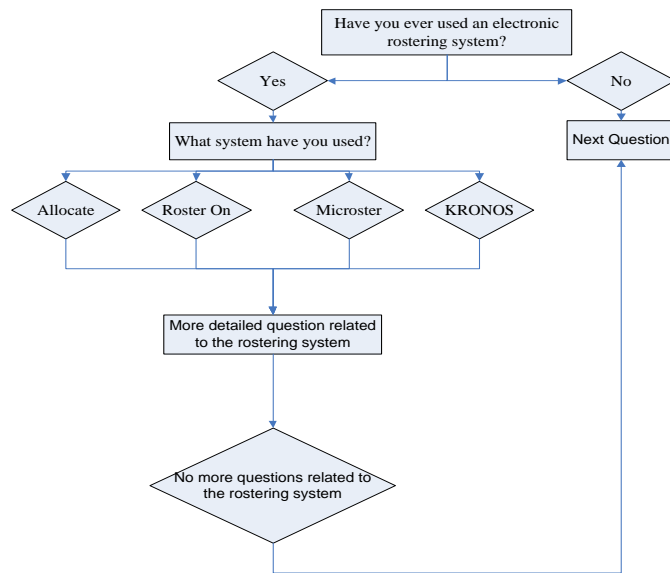 Have you ever used an electronic
rostering system?
Yes
No
What system have you used?
Next Question
Allocate
Roster On
Microster
KRONOS
More detailed question related
to the rostering system
No more questions related to
the rostering system